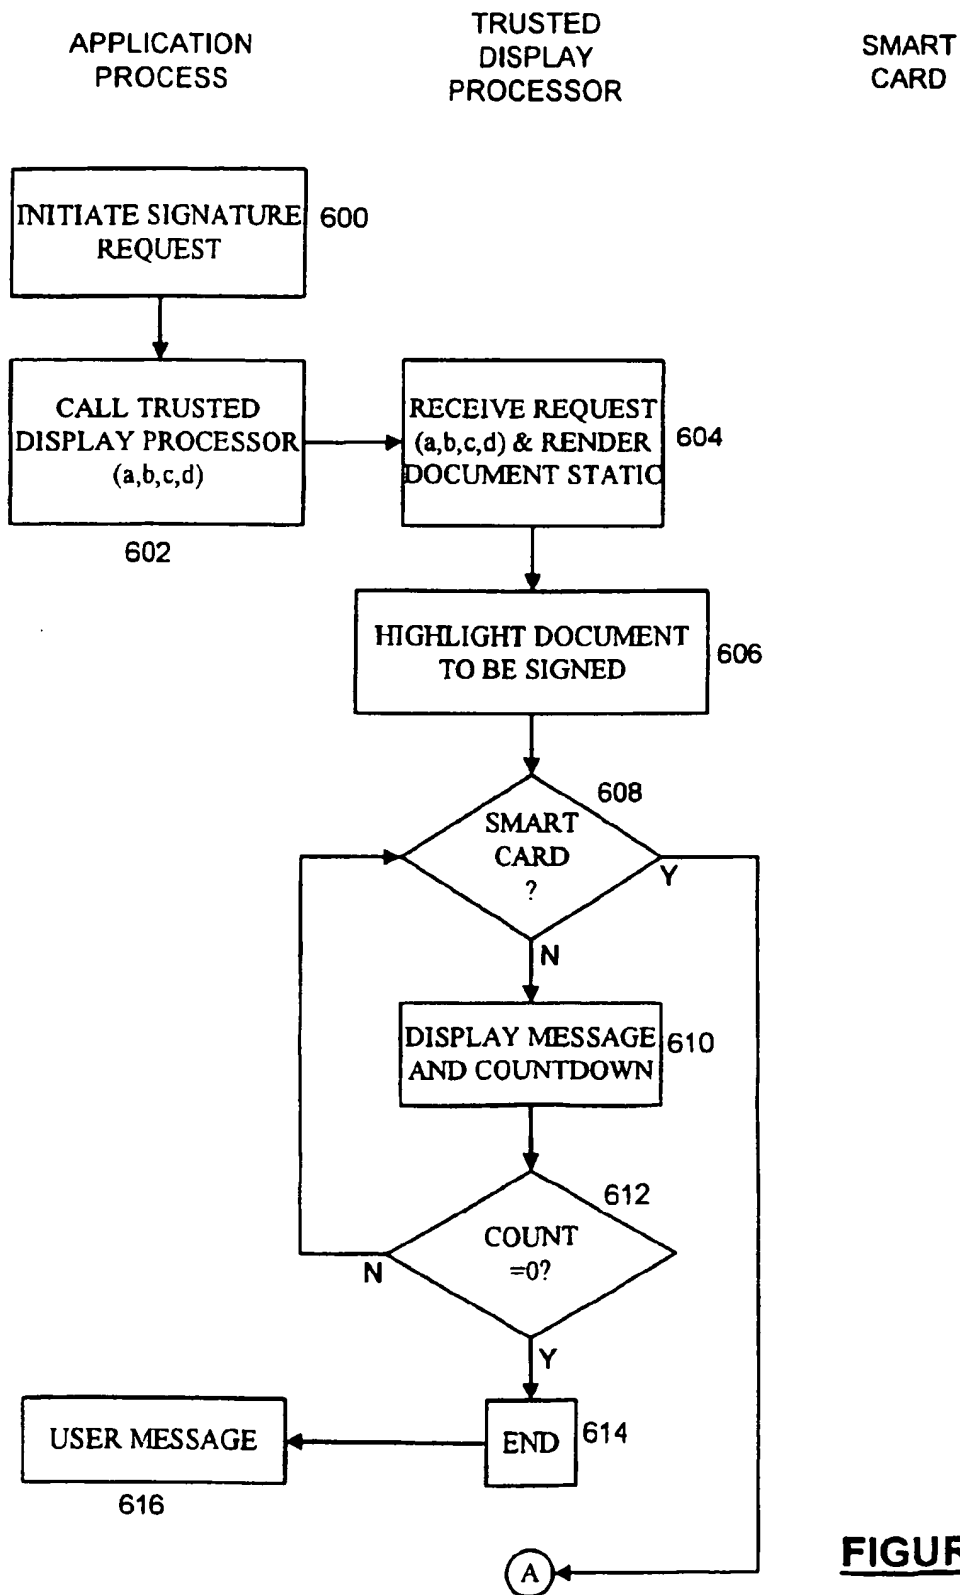 APPLICATION
PROCESS
TRUSTED
DISPLAY
PROCESSOR
SMART
CARD
INITIATE SIGNATURE
REQUEST
600
CALL TRUSTED
DISPLAY PROCESSOR
(a,b,c,d)
602
RECEIVE REQUEST
(a,b,c,d) & RENDER
DOCUMENT STATIC
604
HIGHLIGHT DOCUMENT
TO BE SIGNED
606
608
SMART
CARD
?
Y
N
DISPLAY MESSAGE
AND COUNTDOWN
610
612
COUNT
=0?
N
Y
END
614
USER MESSAGE
616
A
FIGUR